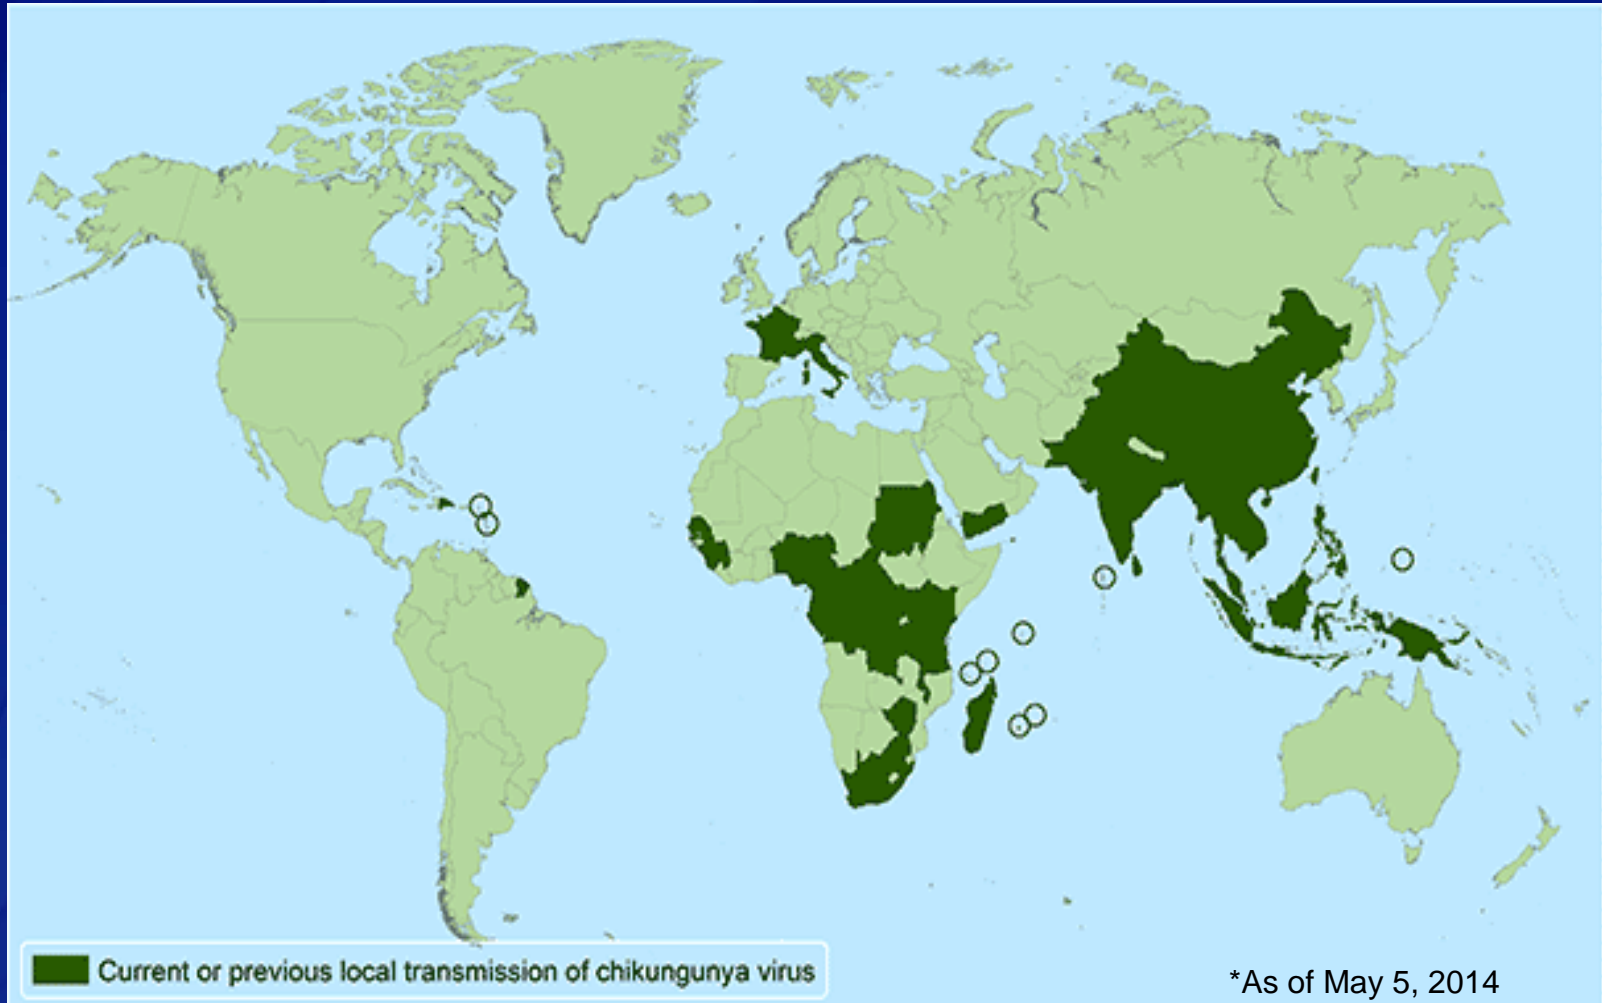 Current or previous local transmission of chikungunya virus
*As of May 5, 2014